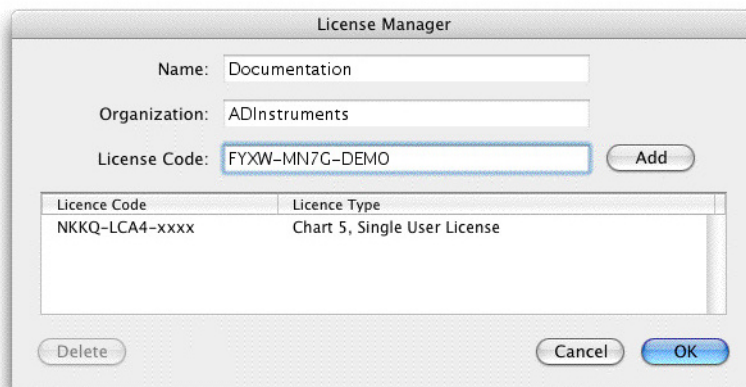 License Manager
Name: Documentation
Organization: ADInstruments
License Code: FYXW-MN7G-DEMO Add
Licence Code Licence Type
NKKQ-LCA4-xxxx Chart 5, Single User License
Delete Cancel OK